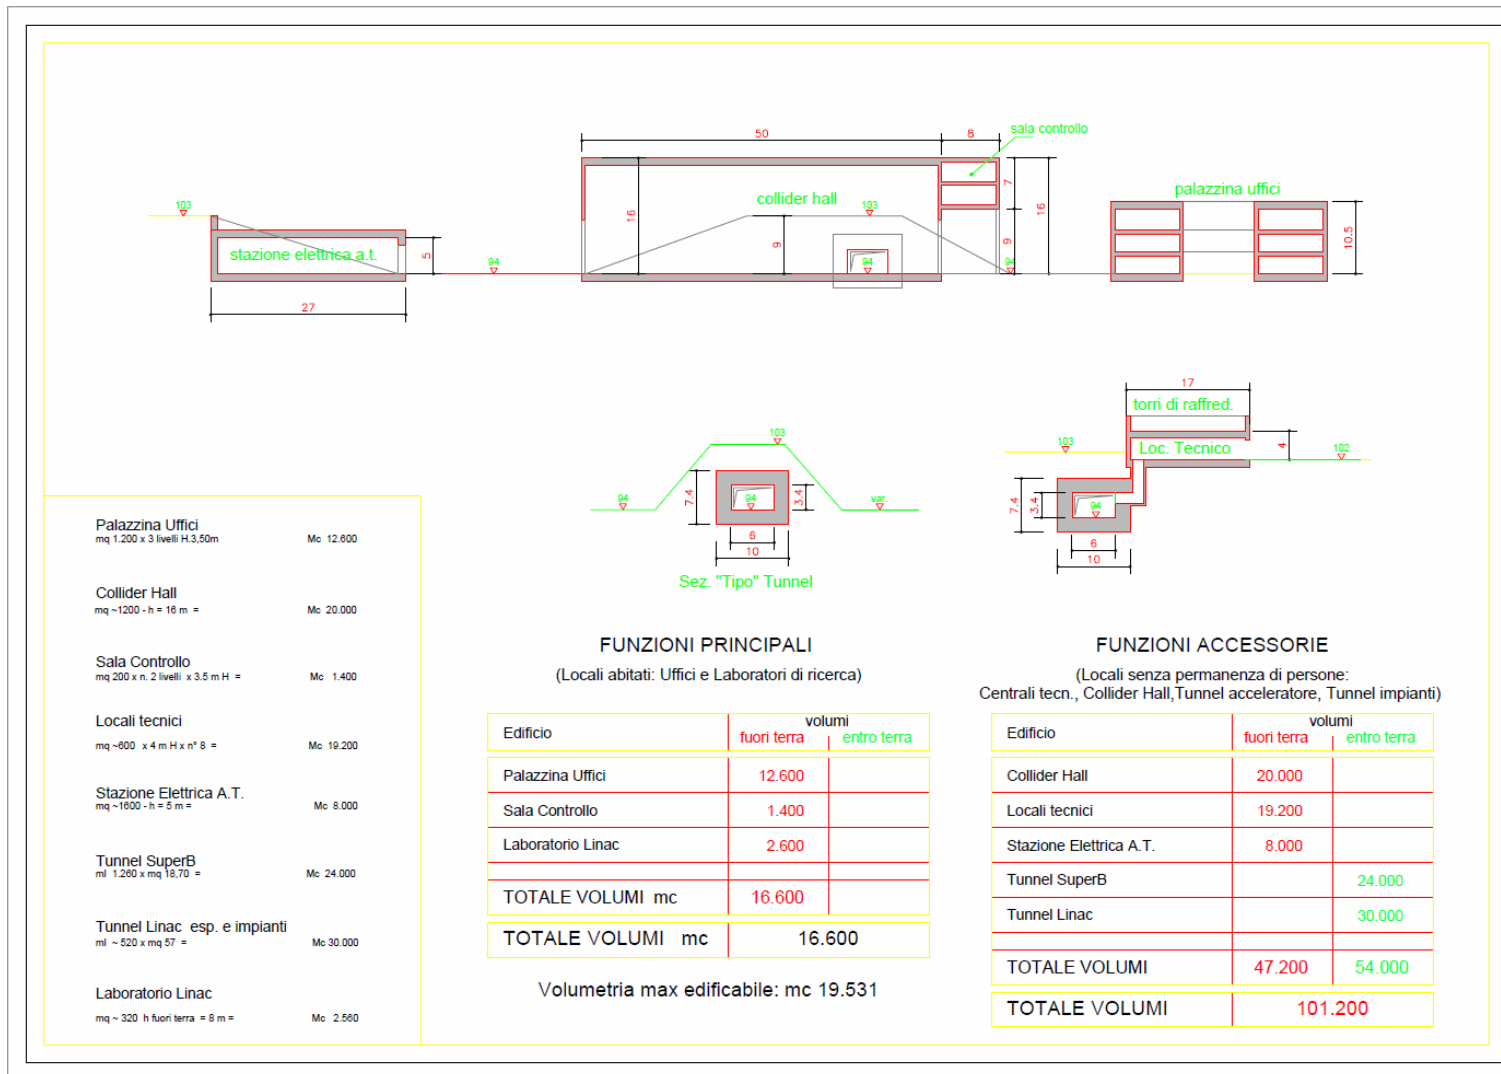 50
8
sala controllo
103
stazione elettrica a.t.
5
27
94
16
collider hall
103
9
94
7
9
16
94
palazzina uffici
10.5
103
94
var.
7.4
94
3.4
6
10
Sez. "Tipo" Tunnel
17
torri di raffred.
103
Loc. Tecnico
4
102
7.4
3.4
94
6
10
Palazzina Uffici
mq 1.200 x 3 livelli H.3,50m Mc 12.600
Collider Hall
mq ~1200 - h = 16 m = Mc 20.000
Sala Controllo
mq 200 x n. 2 livelli x 3.5 m H = Mc 1.400
Locali tecnici
mq ~600 x 4 m H x n° 8 = Mc 19.200
Stazione Elettrica A.T.
mq ~1600 - h = 5 m = Mc 8.000
Tunnel SuperB
ml 1.260 x mq 18,70 = Mc 24.000
Tunnel Linac esp. e impianti
ml ~ 520 x mq 57 = Mc 30.000
Laboratorio Linac
mq ~ 320 h fuori terra = 8 m = Mc 2.560
FUNZIONI PRINCIPALI
(Locali abitati: Uffici e Laboratori di ricerca)
Edificio volumi
fuori terra entro terra
Palazzina Uffici 12.600
Sala Controllo 1.400
Laboratorio Linac 2.600
TOTALE VOLUMI mc 16.600
TOTALE VOLUMI mc 16.600
Volumetria max edificabile: mc 19.531
FUNZIONI ACCESSORIE
(Locali senza permanenza di persone:
Centrali tecn., Collider Hall,Tunnel acceleratore, Tunnel impianti)
Edificio volumi
fuori terra entro terra
Collider Hall 20.000
Locali tecnici 19.200
Stazione Elettrica A.T. 8.000
Tunnel SuperB 24.000
Tunnel Linac 30.000
TOTALE VOLUMI 47.200 54.000
TOTALE VOLUMI 101.200